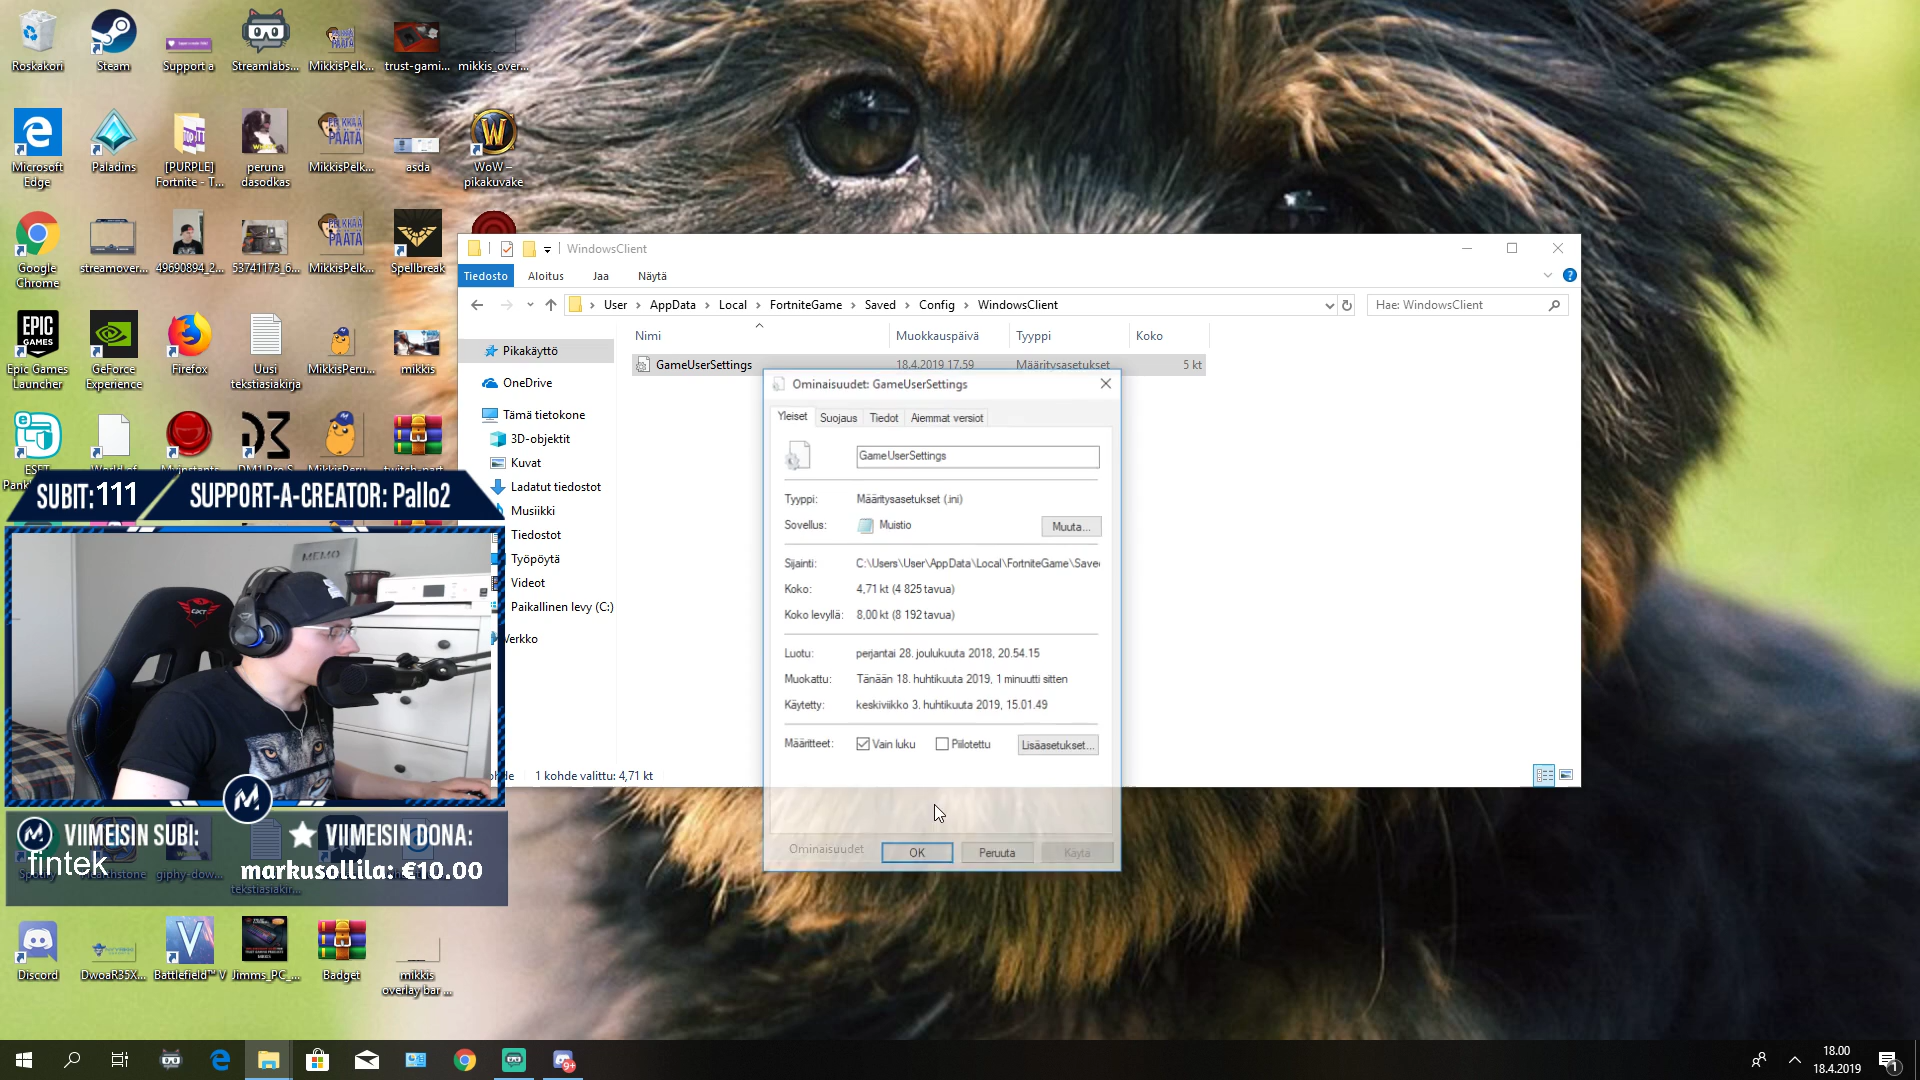 Roskakori
Steam
Support a
Streamlabs...
MikkisPelk...
trust-gami...
mikkis_over...
Microsoft Edge
Paladins
[PURPLE] Fortnite - T...
peruna dasodkas
MikkisPelk...
asda
WoW – pikakuvake
Google Chrome
streamover...
49690894_2...
53741173_6...
MikkisPelk...
Spellbreak
EPIC GAMES
Epic Games Launcher
GeForce Experience
Firefox
Uusi tekstiasiakirja
MikkisPeru...
mikkis
WindowsClient
Tiedosto
Aloitus
Jaa
Näytä
User
AppData
Local
FortniteGame
Saved
Config
WindowsClient
Hae: WindowsClient
Nimi
Muokkauspäivä
Tyyppi
Koko
GameUserSettings
18.4.2019 17.59
Määritysasetukset
5 kt
Pikakäyttö
OneDrive
Tämä tietokone
3D-objektit
Kuvat
Ladatut tiedostot
Musiikki
Tiedostot
Työpöytä
Videot
Paikallinen levy (C:)
Verkko
1 kohde valittu: 4,71 kt
Ominaisuudet: GameUserSettings
Yleiset
Suojaus
Tiedot
Aiemmat versiot
GameUserSettings
Tyyppi:
Määritysasetukset (.ini)
Sovellus:
Muistio
Muuta...
Sijainti:
C:\Users\User\AppData\Local\FortniteGame\Save
Koko:
4,71 kt (4 825 tavua)
Koko levyllä:
8,00 kt (8 192 tavua)
Luotu:
perjantai 28. joulukuuta 2018, 20.54.15
Muokattu:
Tänään 18. huhtikuuta 2019, 1 minuutti sitten
Käytetty:
keskiviikko 3. huhtikuuta 2019, 15.01.49
Määritteet:
Vain luku
Piilotettu
Lisäasetukset...
Ominaisuudet
OK
Peruuta
Käytä
SUBIT: 111
SUPPORT-A-CREATOR: Pallo2
MEMO
GXT
VIIMEISIN SUBI:
fintek
VIIMEISIN DONA:
markusollila: €10.00
Discord
DwoaR35X...
Battlefield™ V
Jimms_PC_...
Badget
mikkis overlay bar ...
9+
18.00
18.4.2019
1